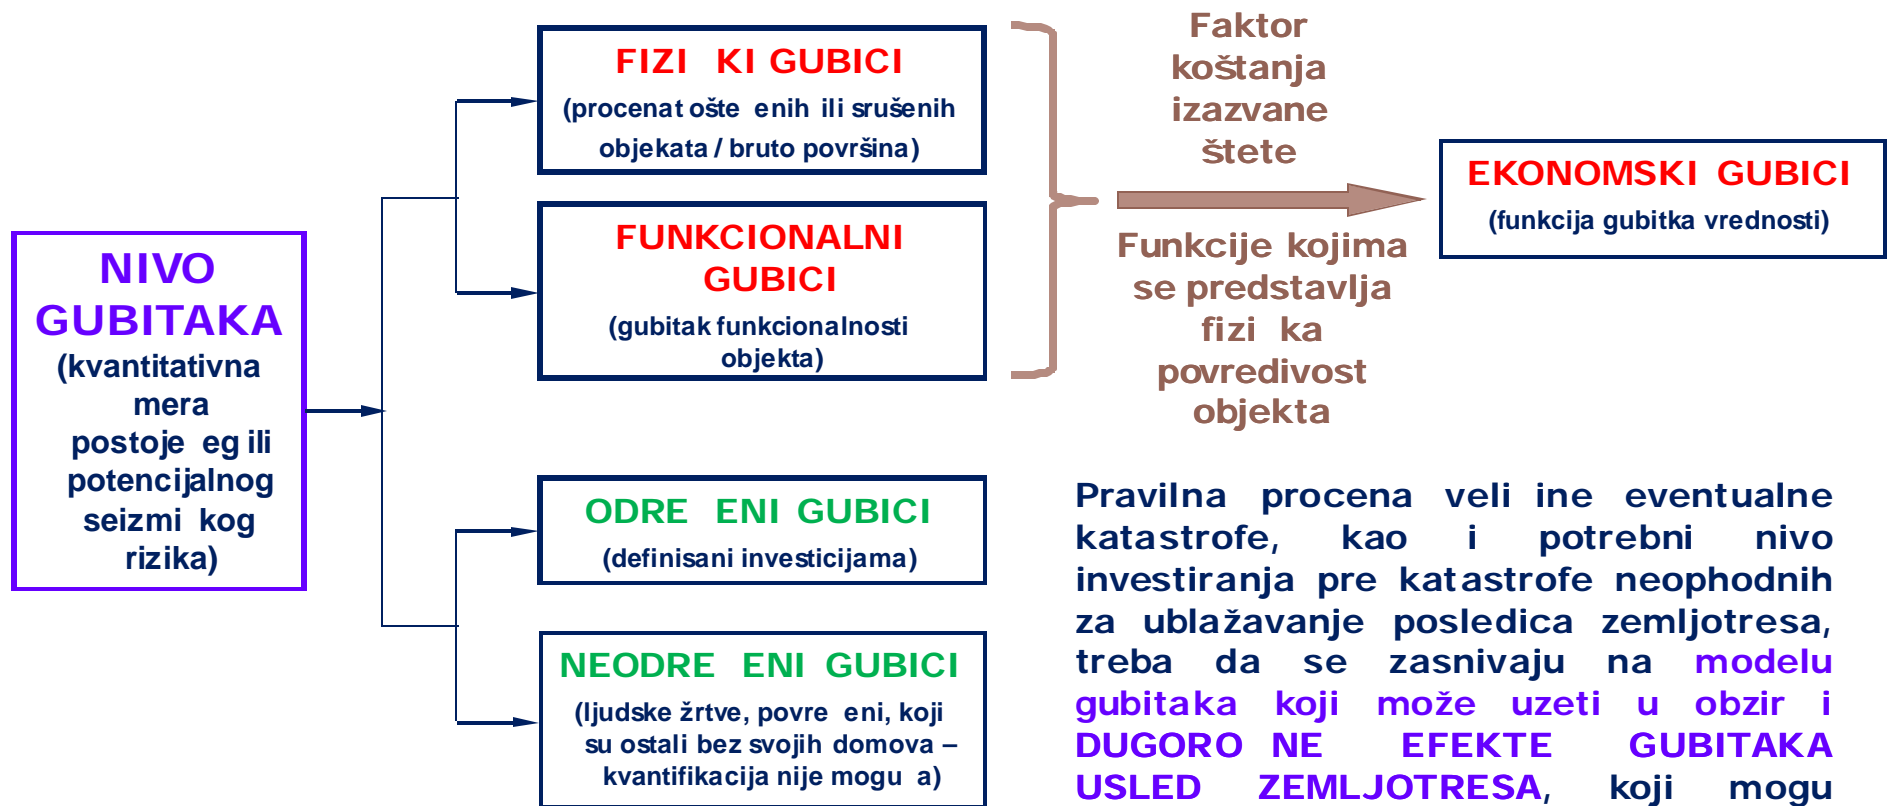 NIVO
GUBITAKA
(kvantitativna
mera
postoje eg ili
potencijalnog
seizmi kog
rizika)
FIZI KI GUBICI
(procenat ošte enih ili srušenih
objekata / bruto površina)
FUNKCIONALNI
GUBICI
(gubitak funkcionalnosti
objekta)
ODRE ENI GUBICI
(definisani investicijama)
NEODRE ENI GUBICI
(ljudske žrtve, povre eni, koji
su ostali bez svojih domova –
kvantifikacija nije mogu a)
Faktor
koštanja
izazvane
štete
Funkcije kojima
se predstavlja
fizi ka
povredivost
objekta
EKONOMSKI GUBICI
(funkcija gubitka vrednosti)
Pravilna procena veli ine eventualne
katastrofe, kao i potrebni nivo
investiranja pre katastrofe neophodnih
za ublažavanje posledica zemljotresa,
treba da se zasnivaju na modelu
gubitaka koji može uzeti u obzir i
DUGORO NE EFEKTE GUBITAKA
USLED ZEMLJOTRESA, koji mogu